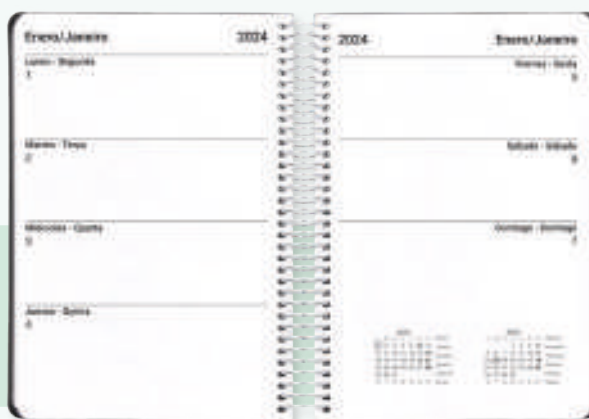 Enero/Janeiro 2024
Lunes - Segunda
1
Martes - Terça
2
Miércoles - Quarta
3
Jueves - Quinta
4
2024 Enero/Janeiro
Viernes - Sexta
5
Sábado - Sábado
6
Domingo - Domingo
7